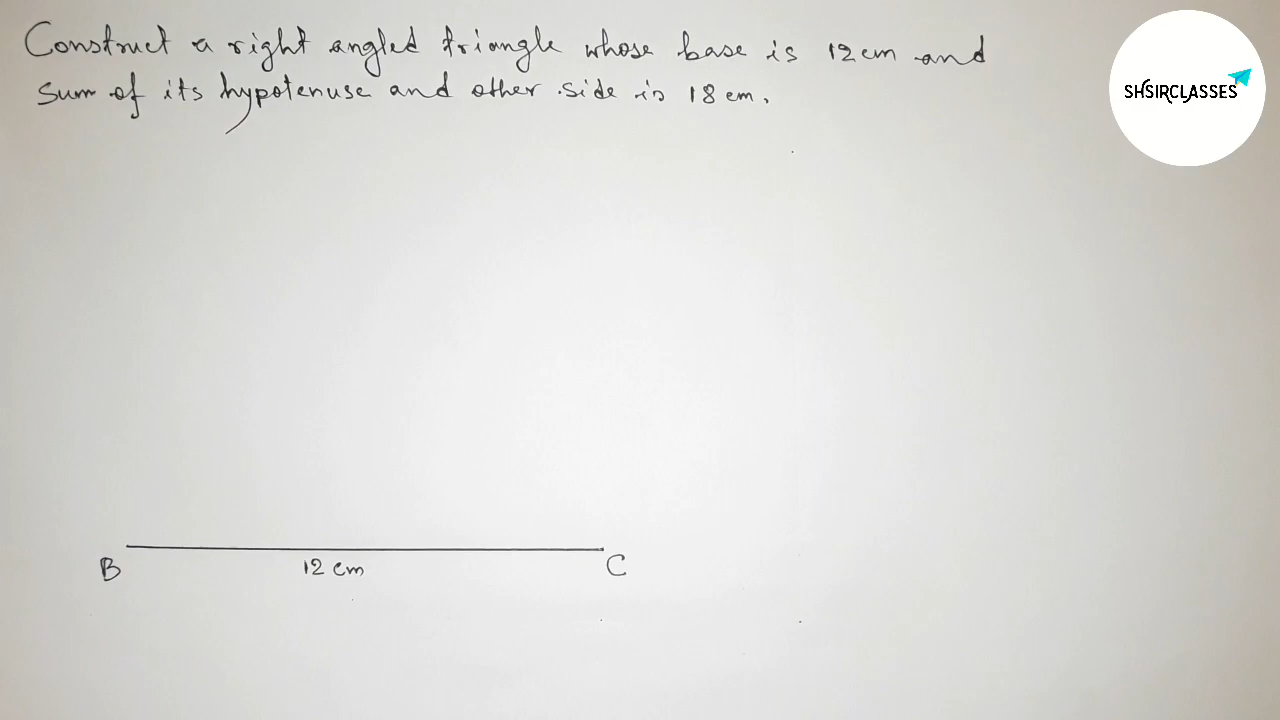 Construct a right angled triangle whose base is 12 cm and
sum of its hypotenuse and other side is 18 cm.
SHSIRCLASSES
B 12 cm C